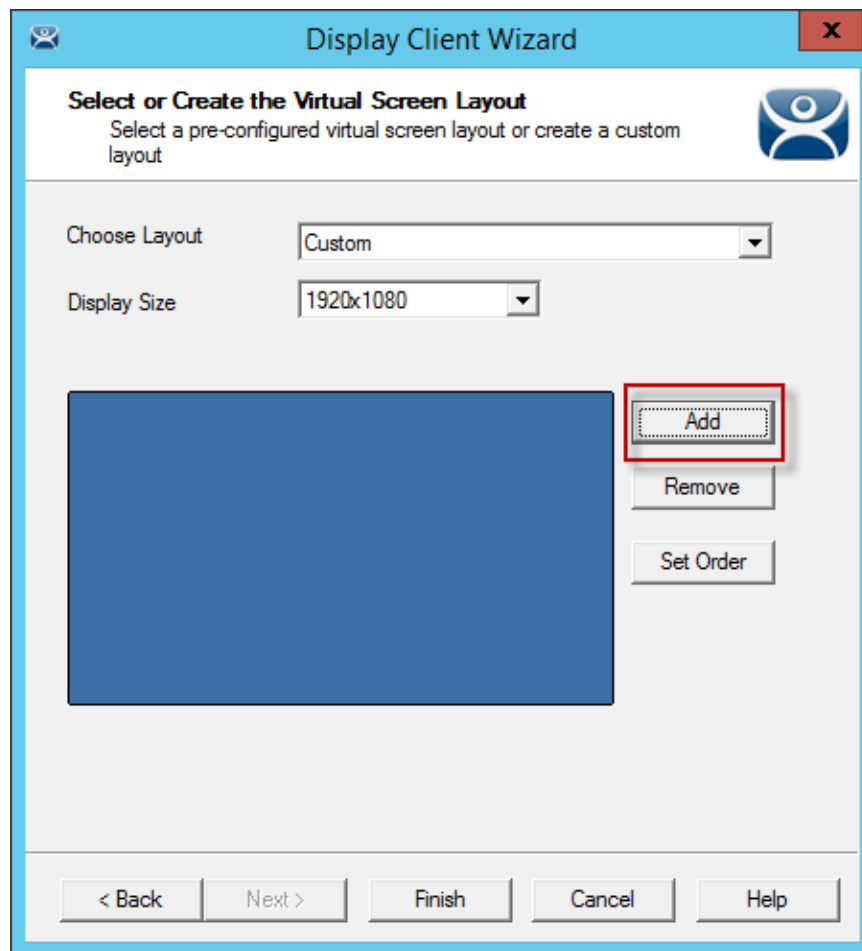 Display Client Wizard
x
Select or Create the Virtual Screen Layout
Select a pre-configured virtual screen layout or create a custom
layout
Choose Layout
Custom
Display Size
1920x1080
Add
Remove
Set Order
< Back
Next >
Finish
Cancel
Help